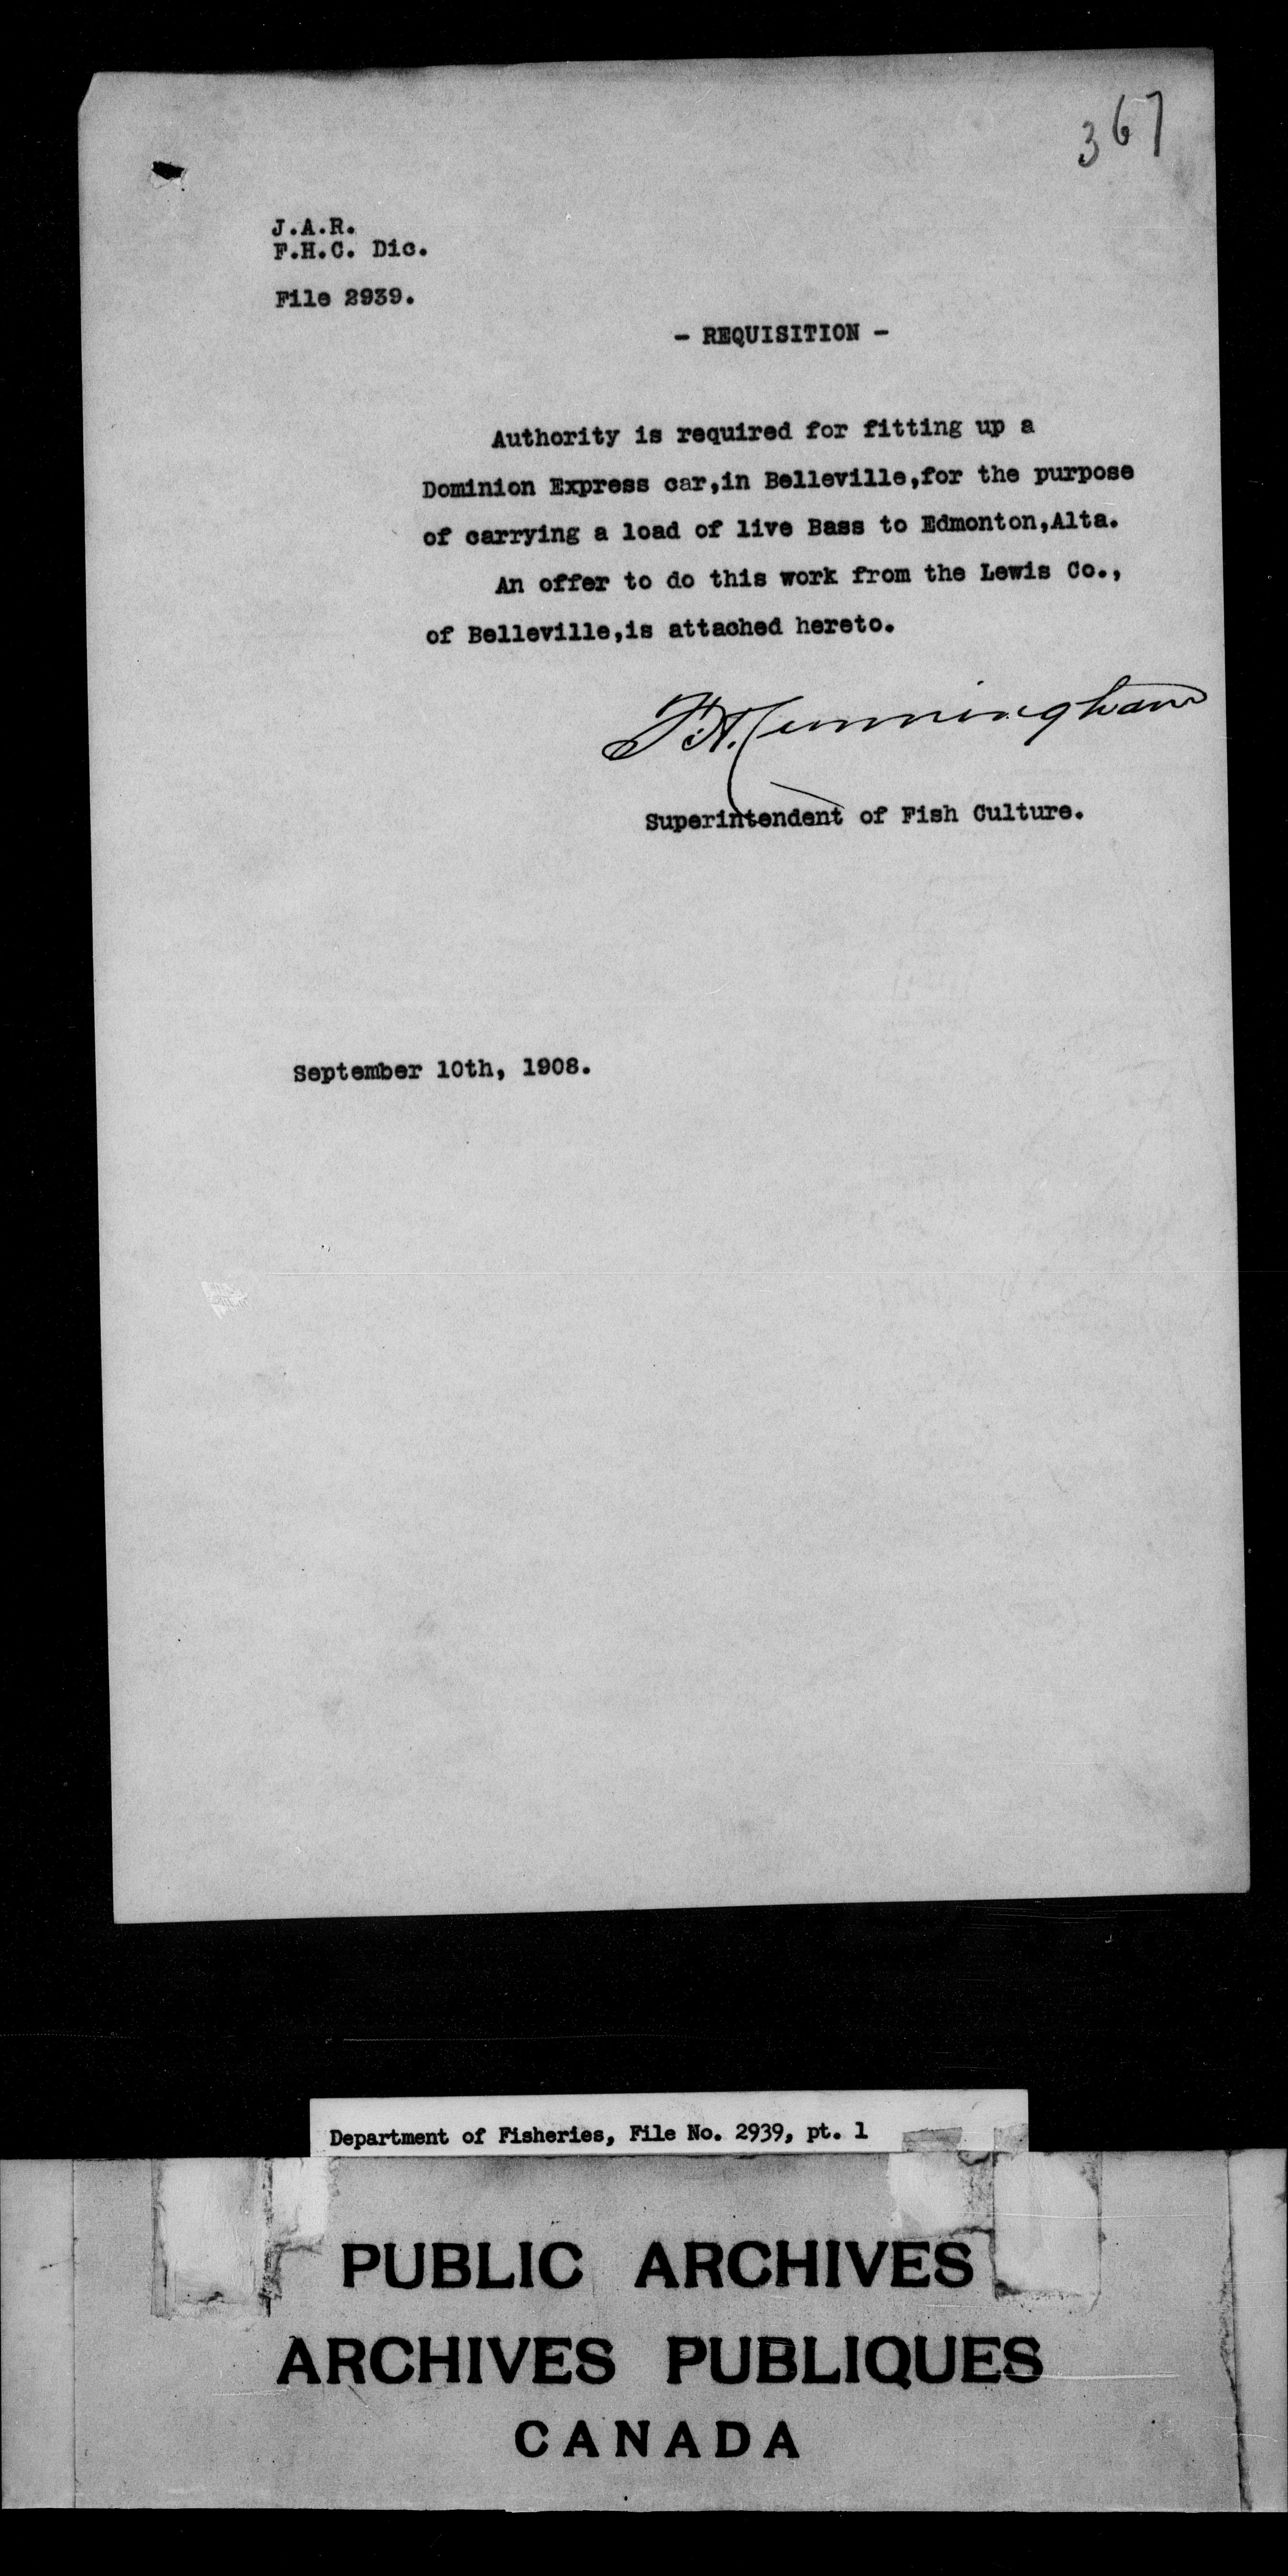 367
J.A.R.
F.H.C. Dic.
File 2939.
- REQUISITION -
Authority is required for fitting up a
Dominion Express car,in Belleville,for the purpose
of carrying a load of live Bass to Edmonton,Alta.
An offer to do this work from the Lewis Co.,
of Belleville,is attached hereto.
F.H. Cunningham
Superintendent of Fish Culture.
September 10th, 1908.
Department of Fisheries, File No. 2939, pt. 1
PUBLIC ARCHIVES
ARCHIVES PUBLIQUES
CANADA